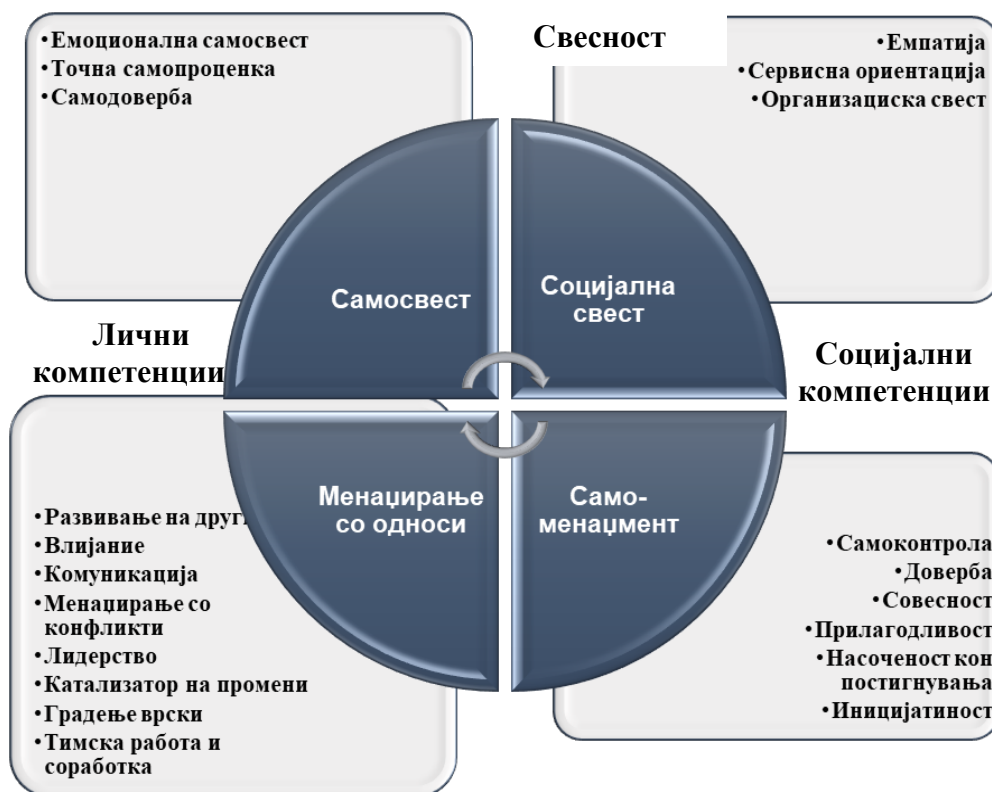 • Емоционална самосвест
• Точна самопроценка
• Самодоверба
Свесност
• Емпатија
• Сервисна ориентација
• Организациска свест
Самосвест
Социјална
свест
Лични
компетенции
Социјални
компетенции
Менаџирање
со односи
Само-
менаџмент
• Развивање на други
• Влијание
• Комуникација
• Менаџирање со
конфликти
• Лидерство
• Катализатор на промени
• Градење врски
• Тимска работа и
соработка
• Самоконтрола
• Доверба
• Совесност
• Прилагодливост
• Насоченост кон
постигнувања
• Иницијатиност